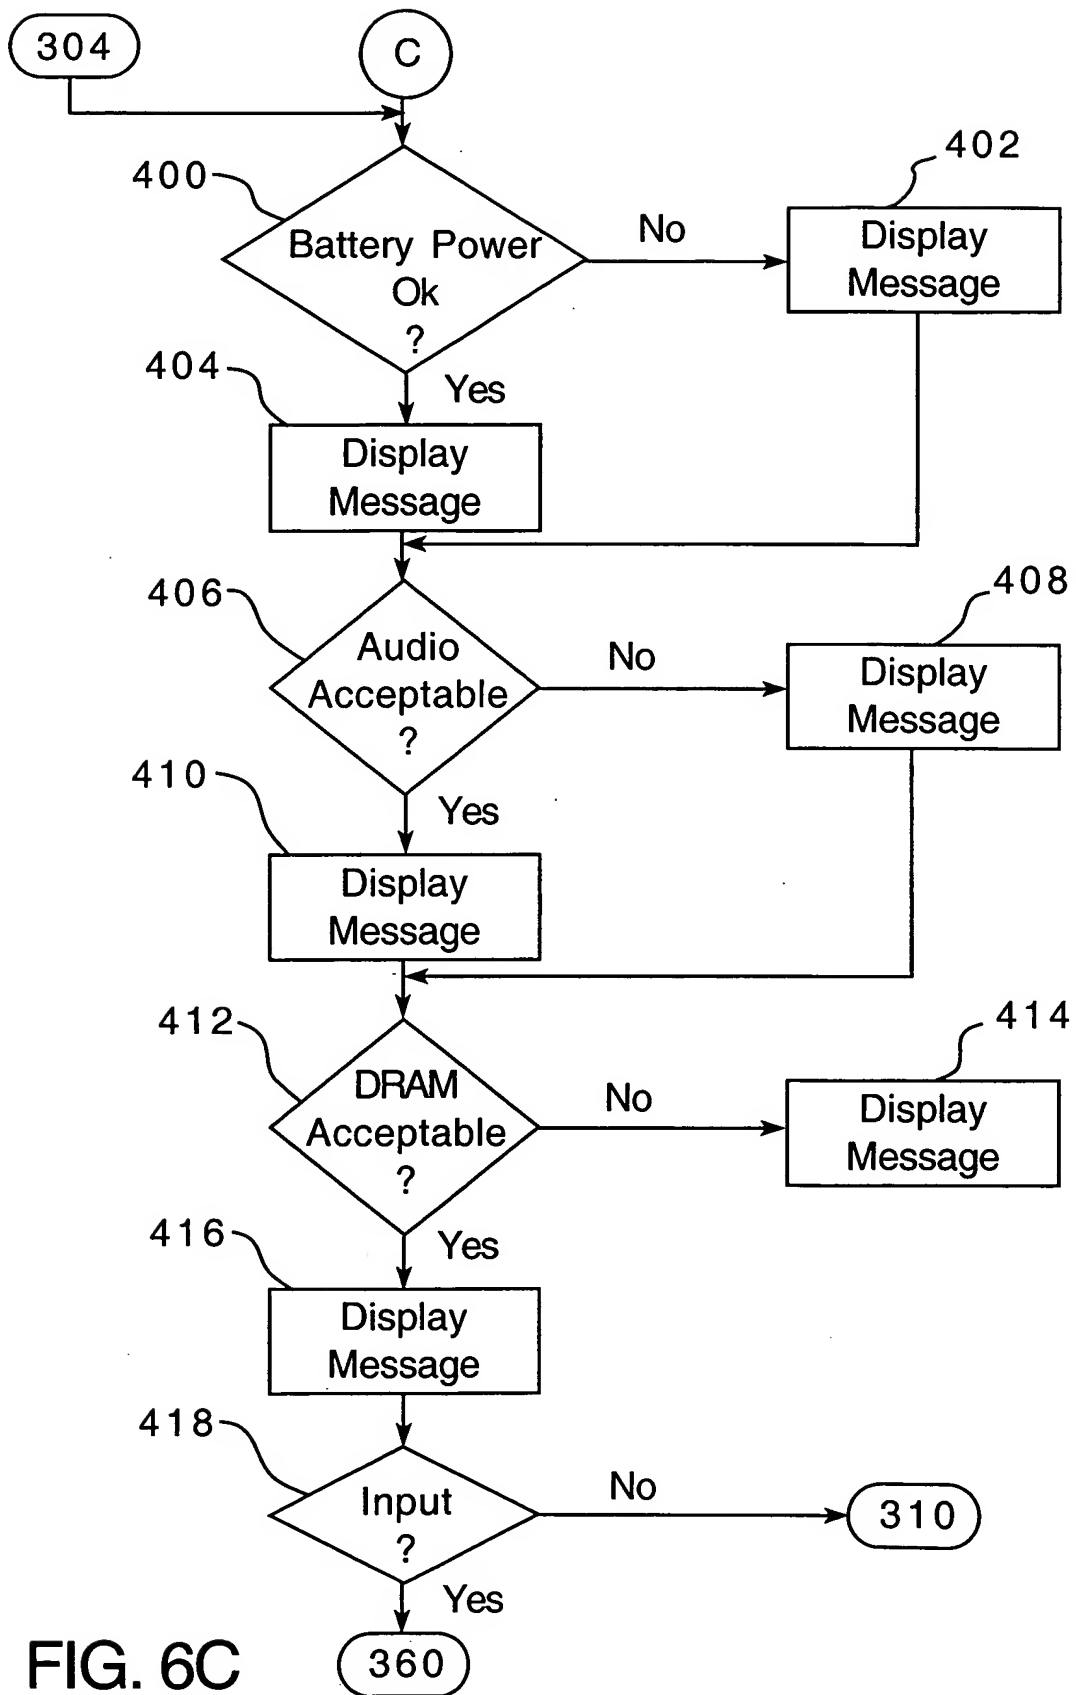 304
C
400
402
Battery Power
Ok
?
No
Display
Message
404
Yes
Display
Message
406
408
Audio
Acceptable
?
No
Display
Message
410
Yes
Display
Message
412
414
DRAM
Acceptable
?
No
Display
Message
416
Yes
Display
Message
418
Input
?
No
310
Yes
360
FIG. 6C